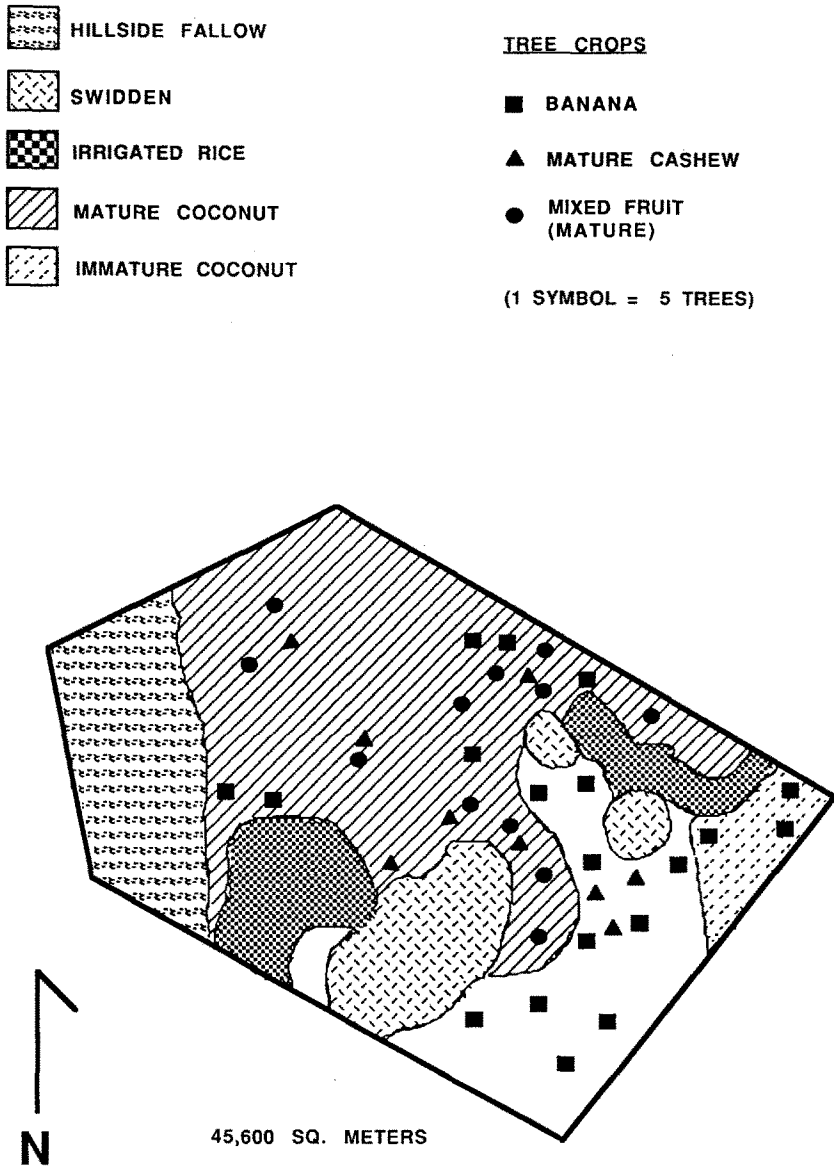 HILLSIDE FALLOW
SWIDDEN
IRRIGATED RICE
MATURE COCONUT
IMMATURE COCONUT
TREE CROPS
BANANA
MATURE CASHEW
MIXED FRUIT
(MATURE)
(1 SYMBOL = 5 TREES)
N
45,600 SQ. METERS